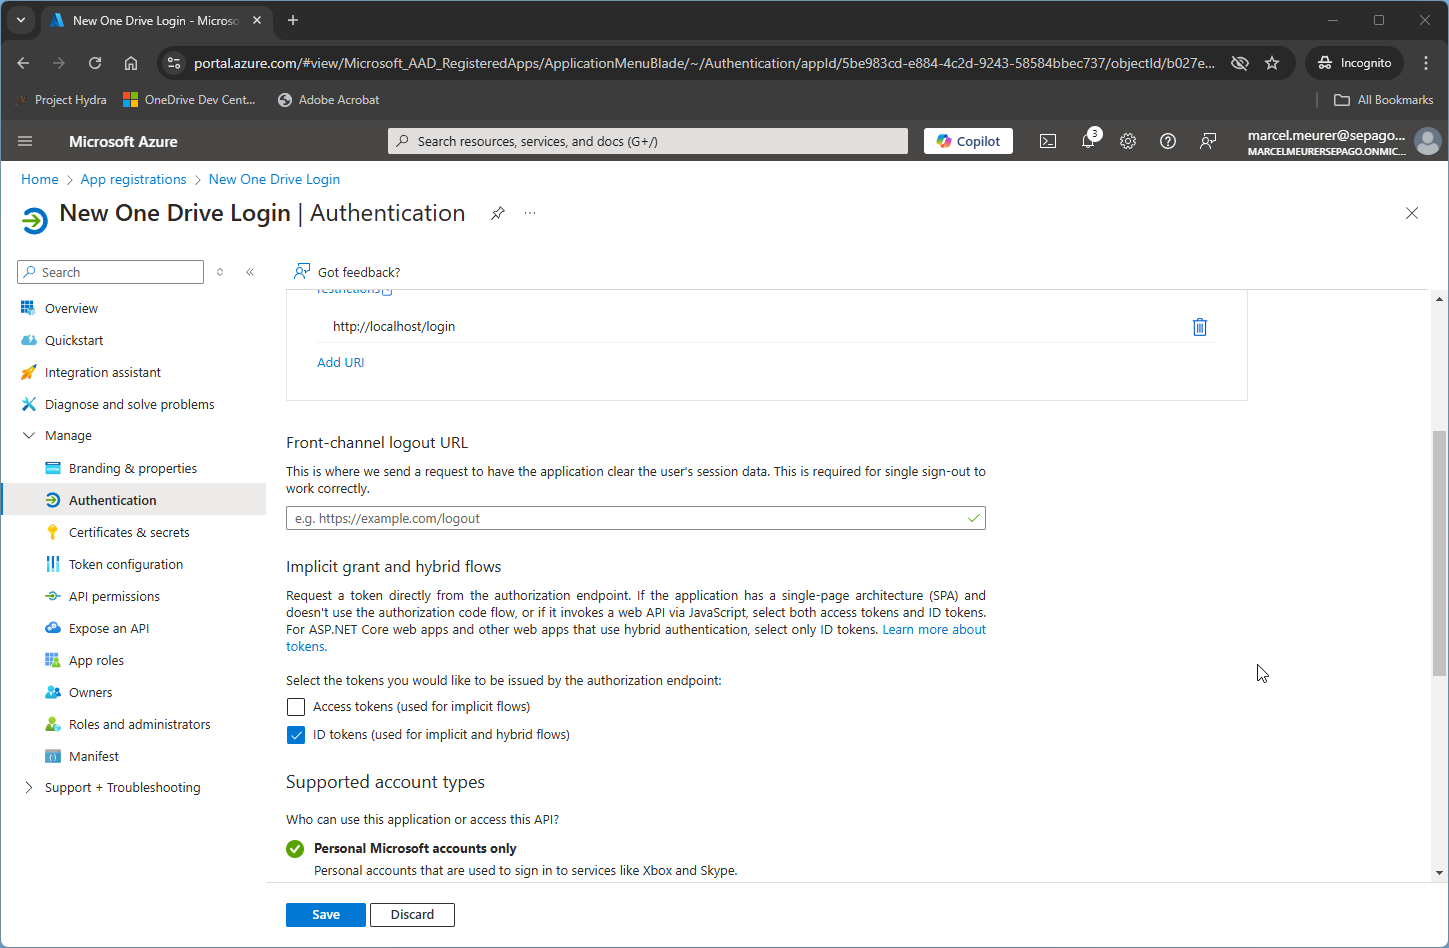 New One Drive Login - Microso
portal.azure.com/#view/Microsoft_AAD_RegisteredApps/ApplicationMenuBlade/~/Authentication/appId/5be983cd-e884-4c2d-9243-58584bbec737/objectId/b027e...
Incognito
Project Hydra
OneDrive Dev Cent...
Adobe Acrobat
All Bookmarks
Microsoft Azure
Search resources, services, and docs (G+/)
Copilot
3
marcel.meurer@sepago...
MARCELMEURERSEPAGO.ONMIC...
Home > App registrations > New One Drive Login
New One Drive Login | Authentication
Search
Got feedback?
Overview
Quickstart
Integration assistant
Diagnose and solve problems
Manage
Branding & properties
Authentication
Certificates & secrets
Token configuration
API permissions
Expose an API
App roles
Owners
Roles and administrators
Manifest
Support + Troubleshooting
restrictions
http://localhost/login
Add URI
Front-channel logout URL
This is where we send a request to have the application clear the user's session data. This is required for single sign-out to
work correctly.
e.g. https://example.com/logout
Implicit grant and hybrid flows
Request a token directly from the authorization endpoint. If the application has a single-page architecture (SPA) and
doesn't use the authorization code flow, or if it invokes a web API via JavaScript, select both access tokens and ID tokens.
For ASP.NET Core web apps and other web apps that use hybrid authentication, select only ID tokens. Learn more about
tokens.
Select the tokens you would like to be issued by the authorization endpoint:
Access tokens (used for implicit flows)
ID tokens (used for implicit and hybrid flows)
Supported account types
Who can use this application or access this API?
Personal Microsoft accounts only
Personal accounts that are used to sign in to services like Xbox and Skype.
Save
Discard